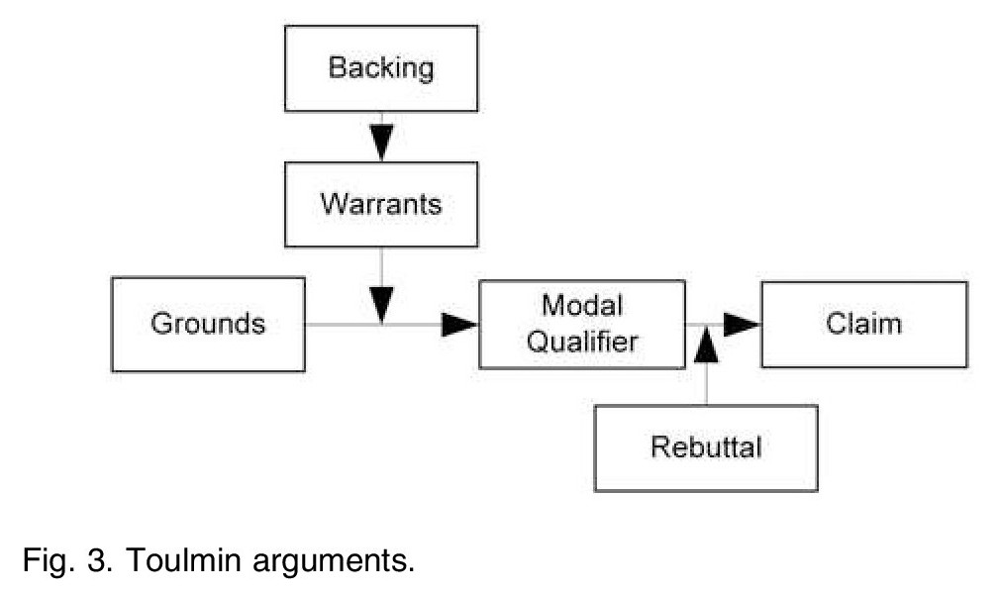 Backing
Warrants
Grounds
Modal
Qualifier
Claim
Rebuttal
Fig. 3. Toulmin arguments.